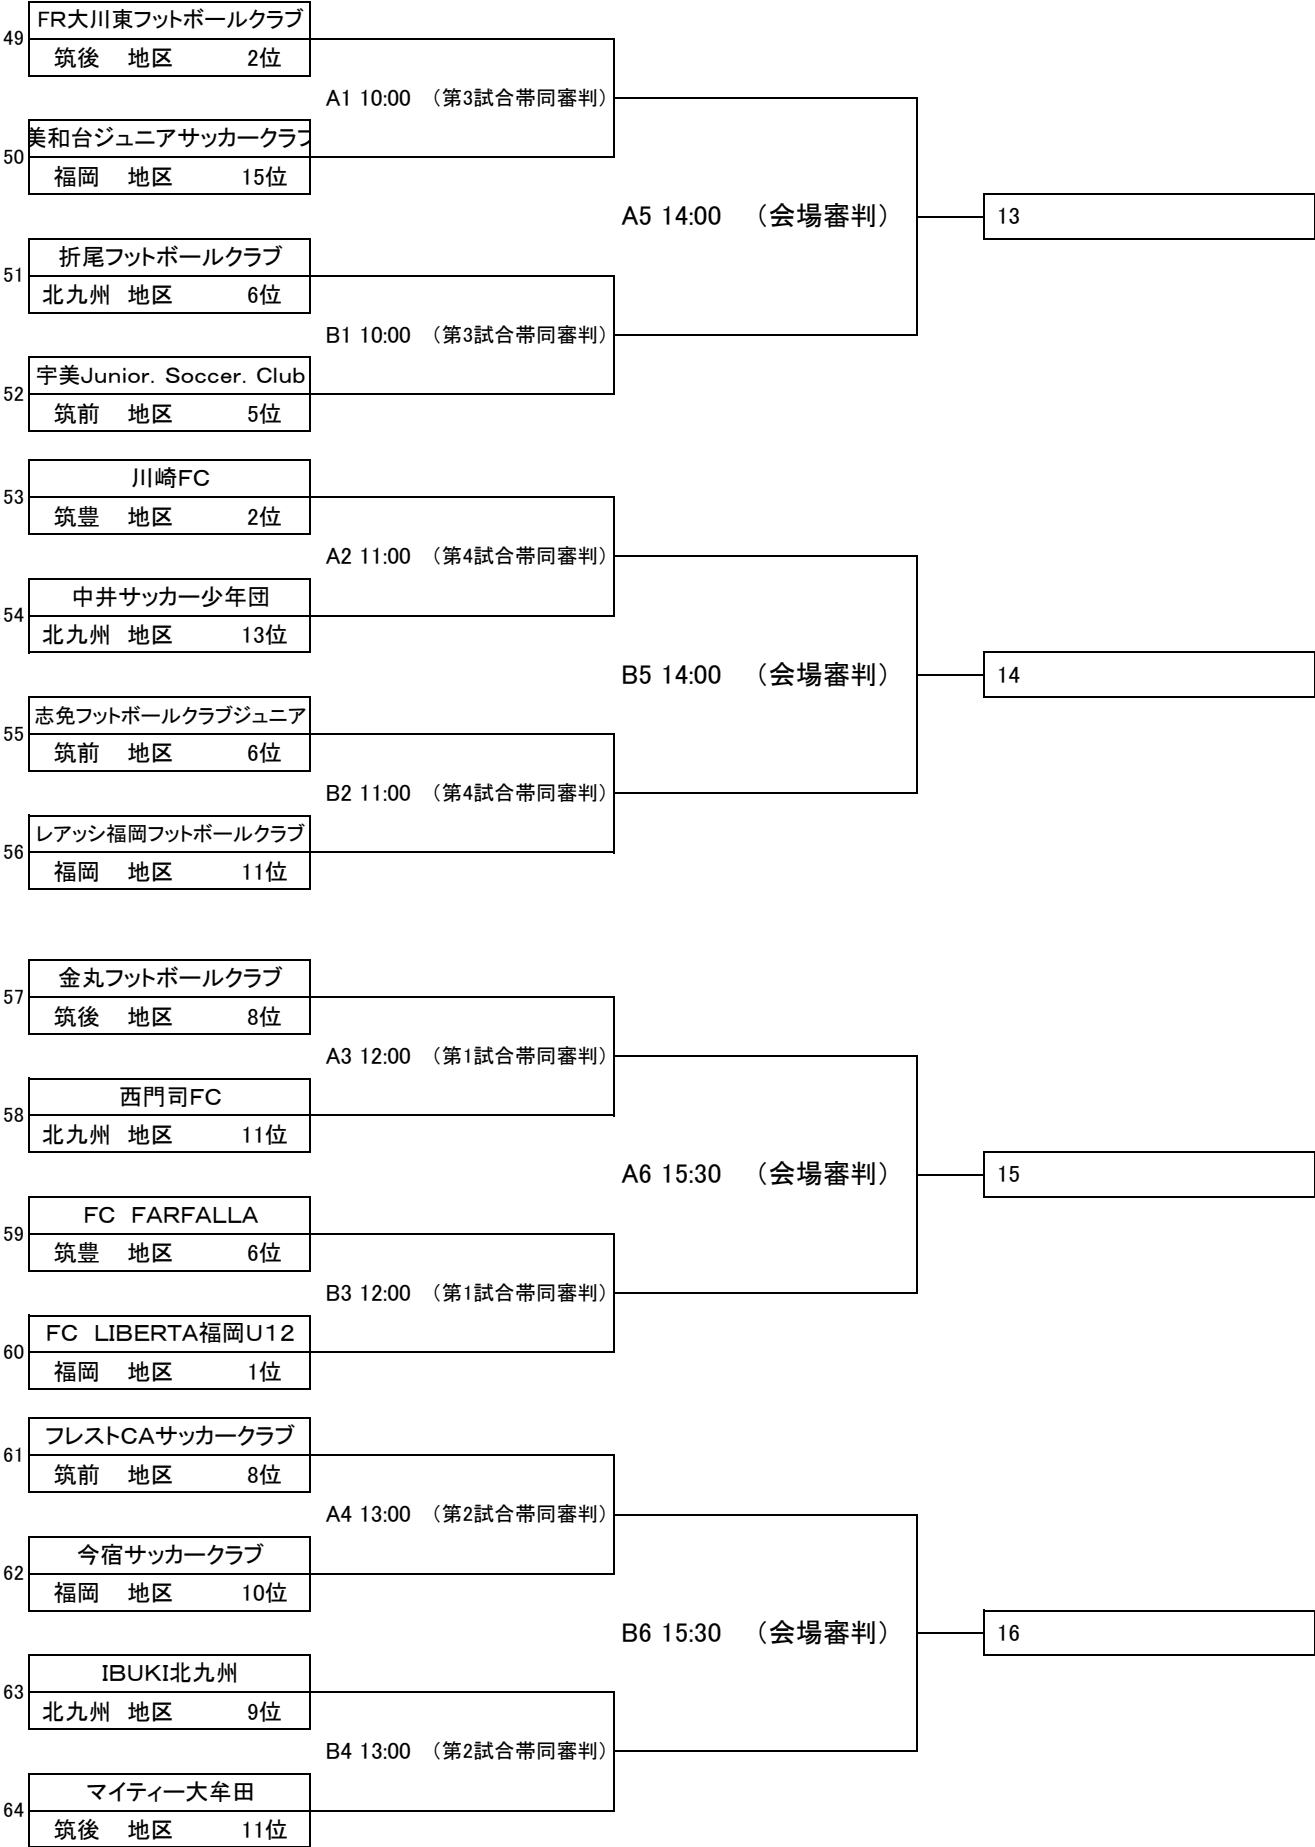 FR大川東フットボールクラブ
49
筑後 地区 2位
A1 10:00 （第3試合帯同審判）
美和台ジュニアサッカークラブ
50
福岡 地区 15位
A5 14:00 （会場審判）
13
折尾フットボールクラブ
51
北九州 地区 6位
B1 10:00 （第3試合帯同審判）
宇美Junior．Soccer．Club
52
筑前 地区 5位
川崎FC
53
筑豊 地区 2位
A2 11:00 （第4試合帯同審判）
中井サッカー少年団
54
北九州 地区 13位
B5 14:00 （会場審判）
14
志免フットボールクラブジュニア
55
筑前 地区 6位
B2 11:00 （第4試合帯同審判）
レアッシ福岡フットボールクラブ
56
福岡 地区 11位
金丸フットボールクラブ
57
筑後 地区 8位
A3 12:00 （第1試合帯同審判）
西門司FC
58
北九州 地区 11位
A6 15:30 （会場審判）
15
FC FARFALLA
59
筑豊 地区 6位
B3 12:00 （第1試合帯同審判）
FC LIBERTA福岡U12
60
福岡 地区 1位
フレストCAサッカークラブ
61
筑前 地区 8位
A4 13:00 （第2試合帯同審判）
今宿サッカークラブ
62
福岡 地区 10位
B6 15:30 （会場審判）
16
IBUKI北九州
63
北九州 地区 9位
B4 13:00 （第2試合帯同審判）
マイティー大牟田
64
筑後 地区 11位